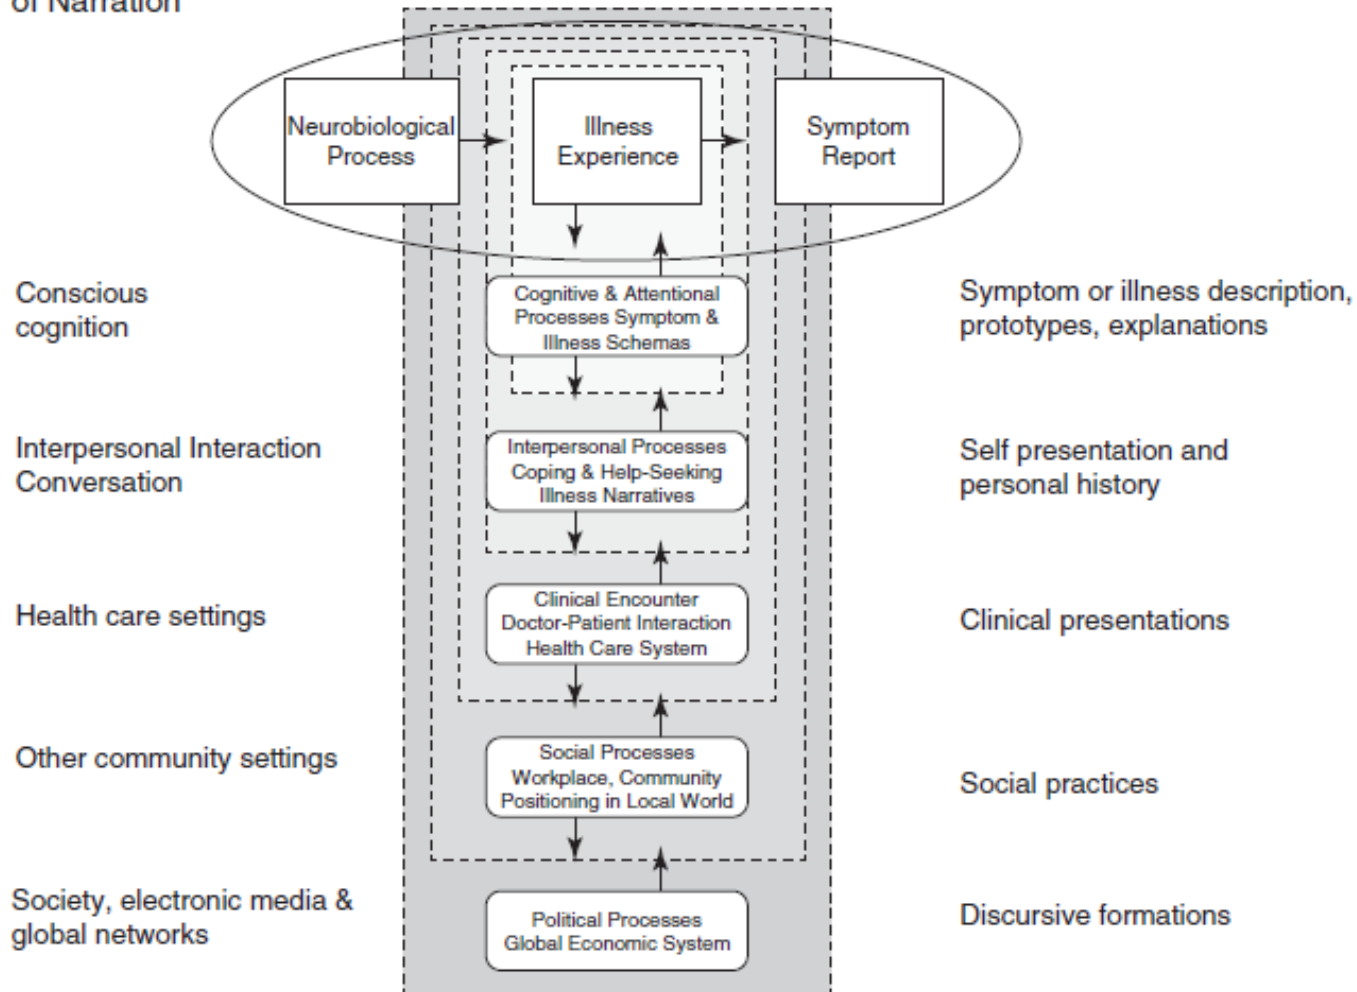 of Narration
Neurobiological
Process
Illness
Experience
Symptom
Report
Conscious
cognition
Cognitive & Attentional
Processes Symptom &
Illness Schemas
Symptom or illness description,
prototypes, explanations
Interpersonal Interaction
Conversation
Interpersonal Processes
Coping & Help-Seeking
Illness Narratives
Self presentation and
personal history
Health care settings
Clinical Encounter
Doctor-Patient Interaction
Health Care System
Clinical presentations
Other community settings
Social Processes
Workplace, Community
Positioning in Local World
Social practices
Society, electronic media &
global networks
Political Processes
Global Economic System
Discursive formations